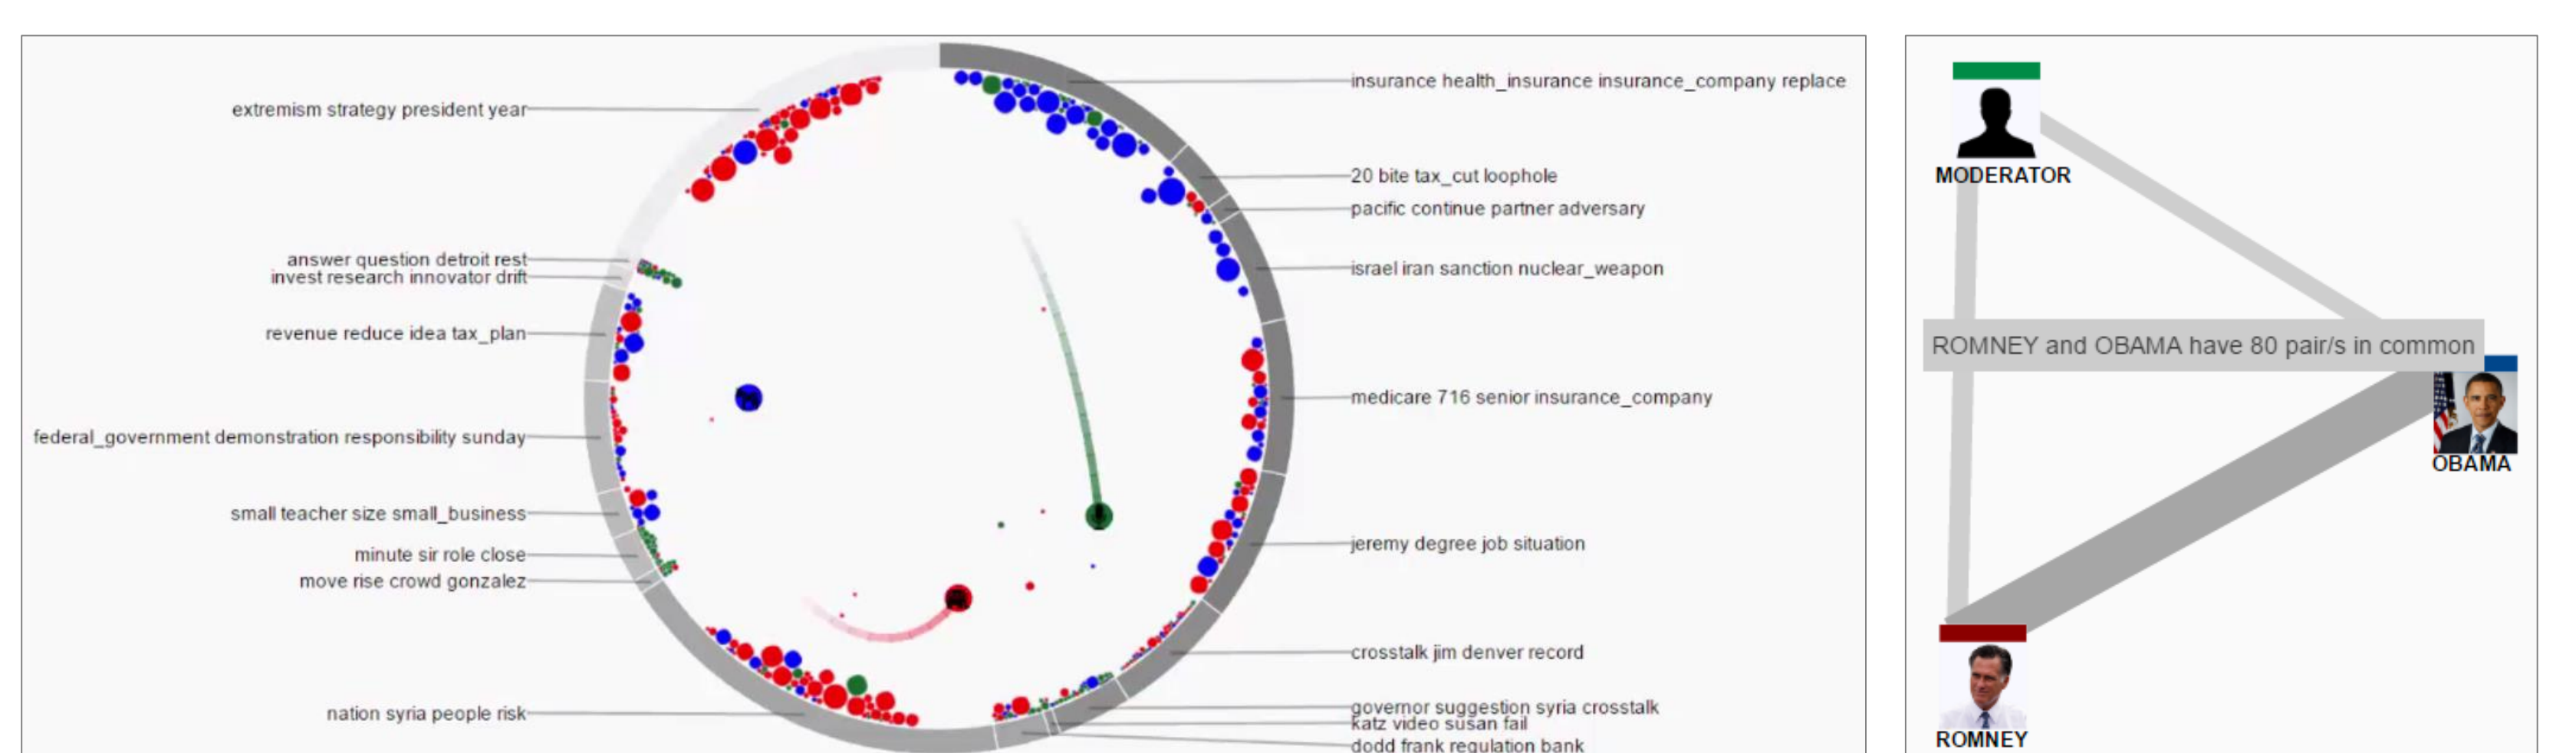 extremism strategy president year
answer question detroit rest
invest research innovator drift
revenue reduce idea tax_plan
federal_government demonstration responsibility sunday
small teacher size small_business
minute sir role close
move rise crowd gonzalez
nation syria people risk
insurance health_insurance insurance_company replace
20 bite tax_cut loophole
pacific continue partner adversary
israel iran sanction nuclear_weapon
medicare 716 senior insurance_company
jeremy degree job situation
crosstalk jim denver record
governor suggestion syria crosstalk
katz video susan fail
dodd frank regulation bank
MODERATOR
ROMNEY and OBAMA have 80 pair/s in common
OBAMA
ROMNEY